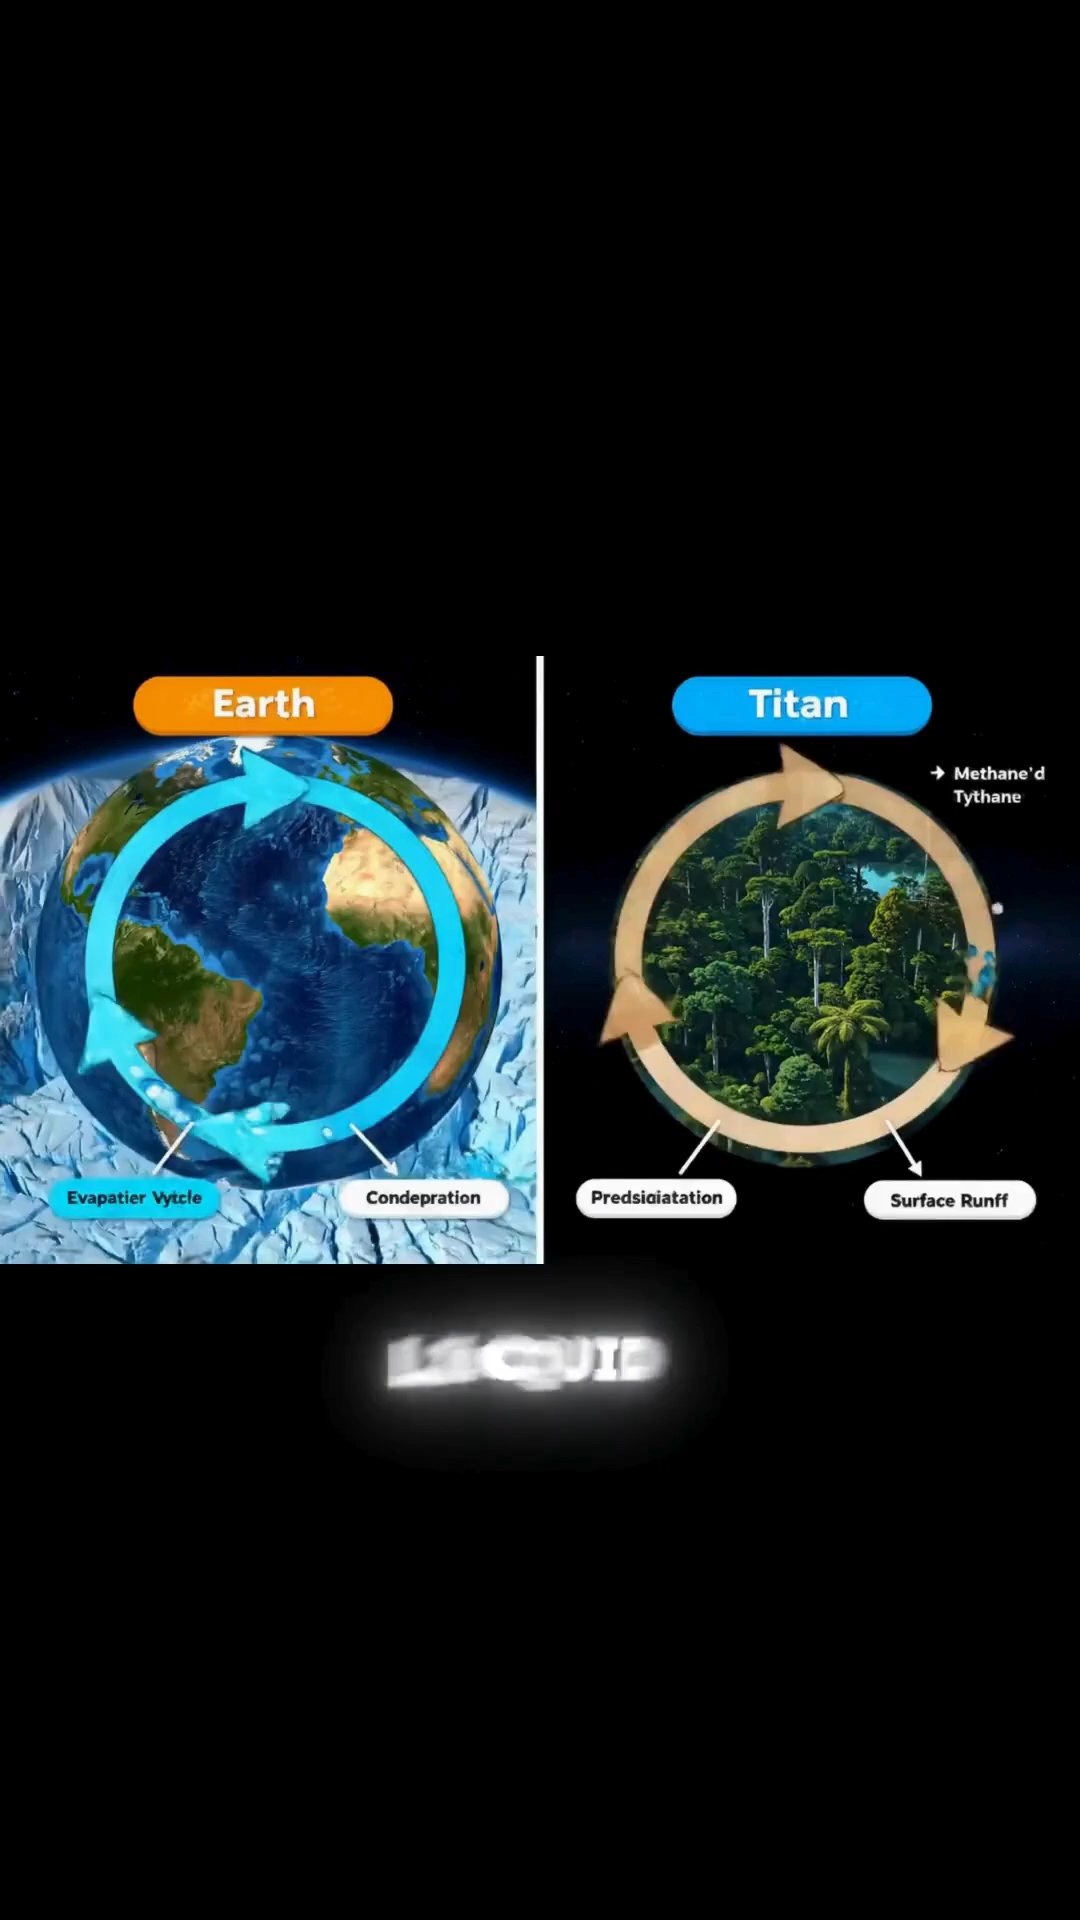 Earth
Titan
Methane'd
Tythane
Evapatier Vytcle
Condepration
Predsiaiatation
Surface Runff